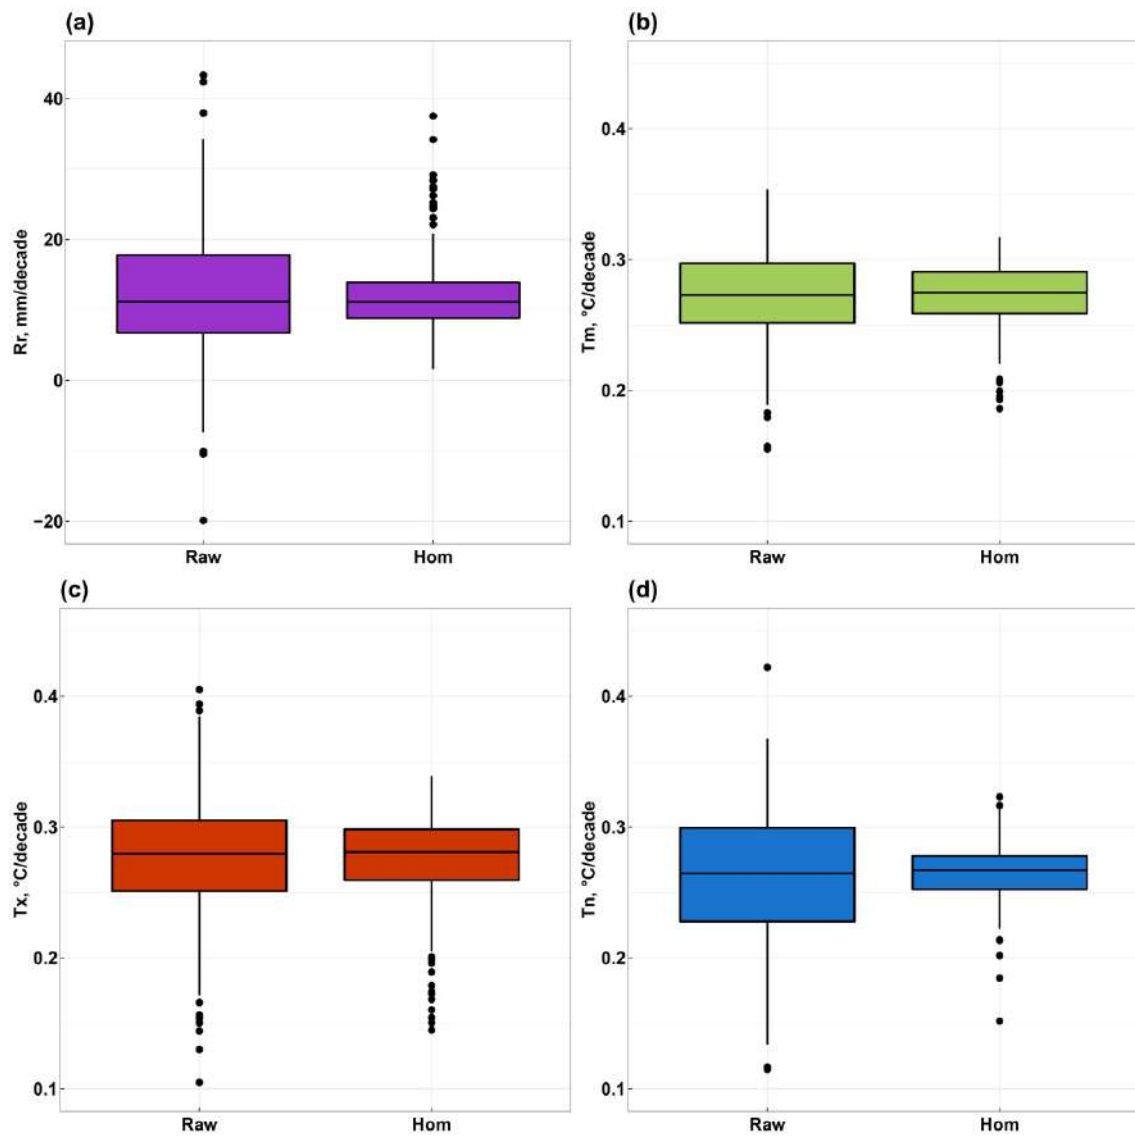 (a)
Rr, mm/decade
40
20
0
−20
Raw Hom
(b)
Tm, °C/decade
0.4
0.3
0.2
0.1
Raw Hom
(c)
Tx, °C/decade
0.4
0.3
0.2
0.1
Raw Hom
(d)
Tn, °C/decade
0.4
0.3
0.2
0.1
Raw Hom